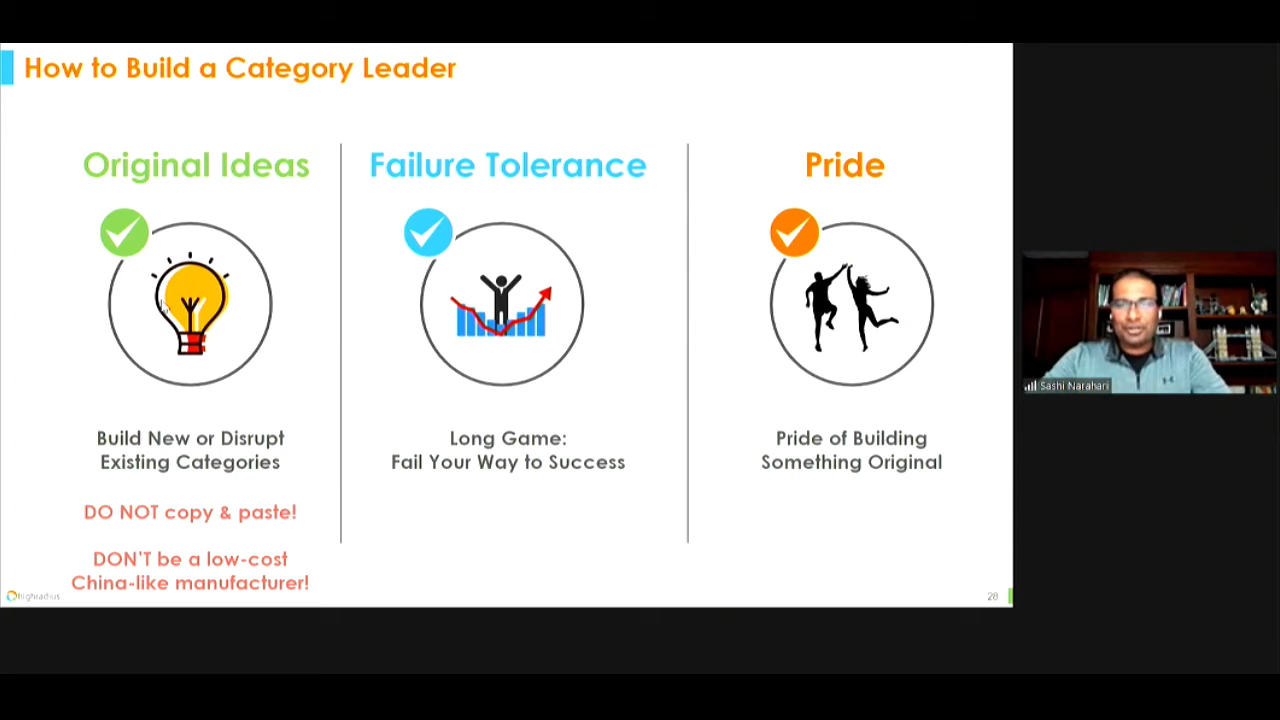 How to Build a Category Leader
Original Ideas
Build New or Disrupt
Existing Categories
DO NOT copy & paste!
DON'T be a low-cost
China-like manufacturer!
Failure Tolerance
Long Game:
Fail Your Way to Success
Pride
Pride of Building
Something Original
highradius
28
Sashi Narahari